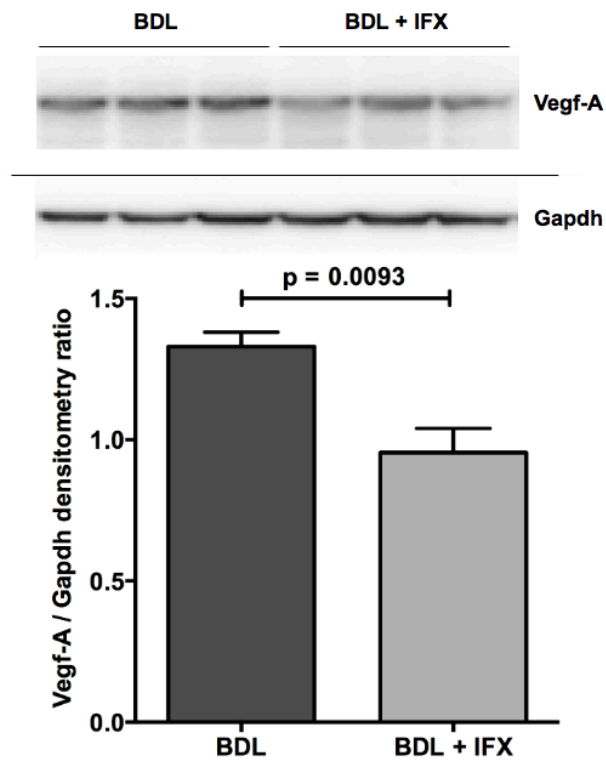 BDL BDL + IFX
Vegf-A
Gapdh
p = 0.0093
Vegf-A / Gapdh densitometry ratio
1.5
1.0
0.5
0.0
BDL BDL + IFX